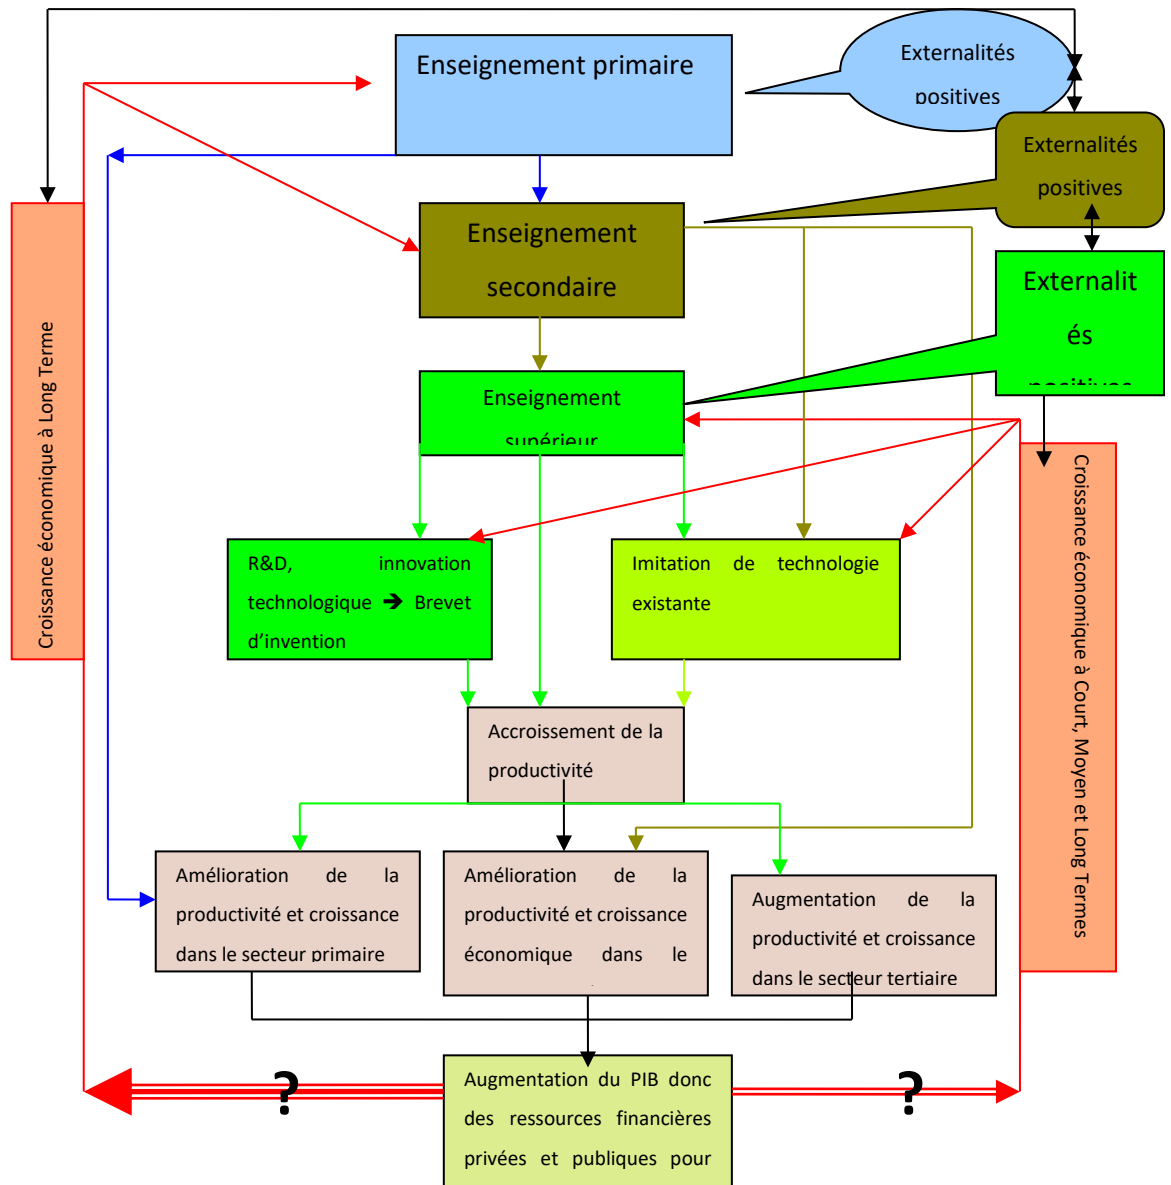 Enseignement primaire
Externalités
positives
Externalités
positives
Enseignement
secondaire
Externalit
és
positives
Enseignement
supérieur
Croissance économique à Long Terme
Croissance économique à Court, Moyen et Long Termes
R&D, innovation
technologique ➔ Brevet
d’invention
Imitation de technologie
existante
Accroissement de la
productivité
Amélioration de la
productivité et croissance
dans le secteur primaire
Amélioration de la
productivité et croissance
économique dans le
Augmentation de la
productivité et croissance
dans le secteur tertiaire
?
Augmentation du PIB donc
des ressources financières
privées et publiques pour
?